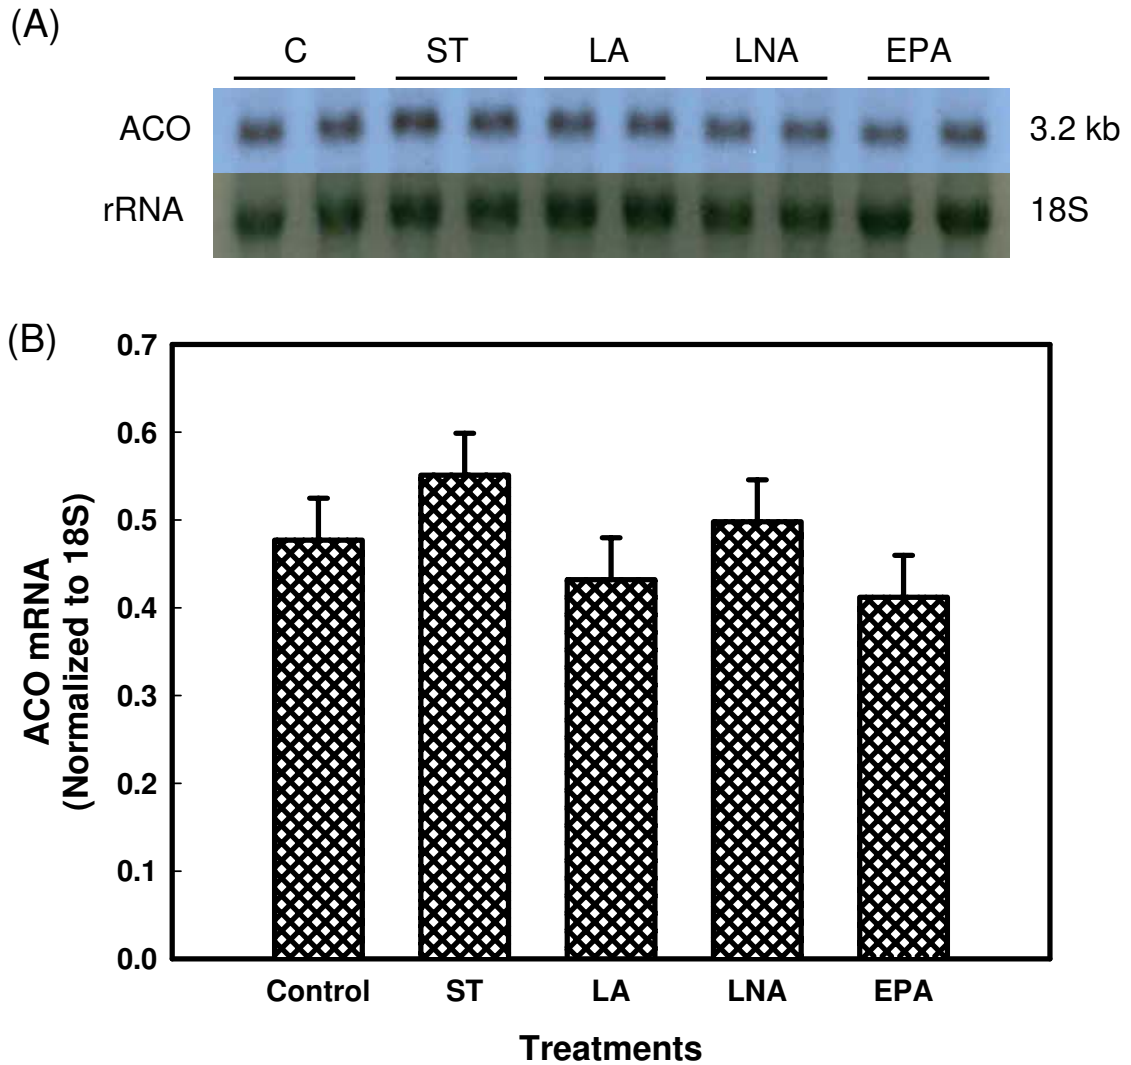 (A)
C ST LA LNA EPA
ACO 3.2 kb
rRNA 18S
(B)
ACO mRNA
(Normalized to 18S)
0.7
0.6
0.5
0.4
0.3
0.2
0.1
0.0
Control ST LA LNA EPA
Treatments